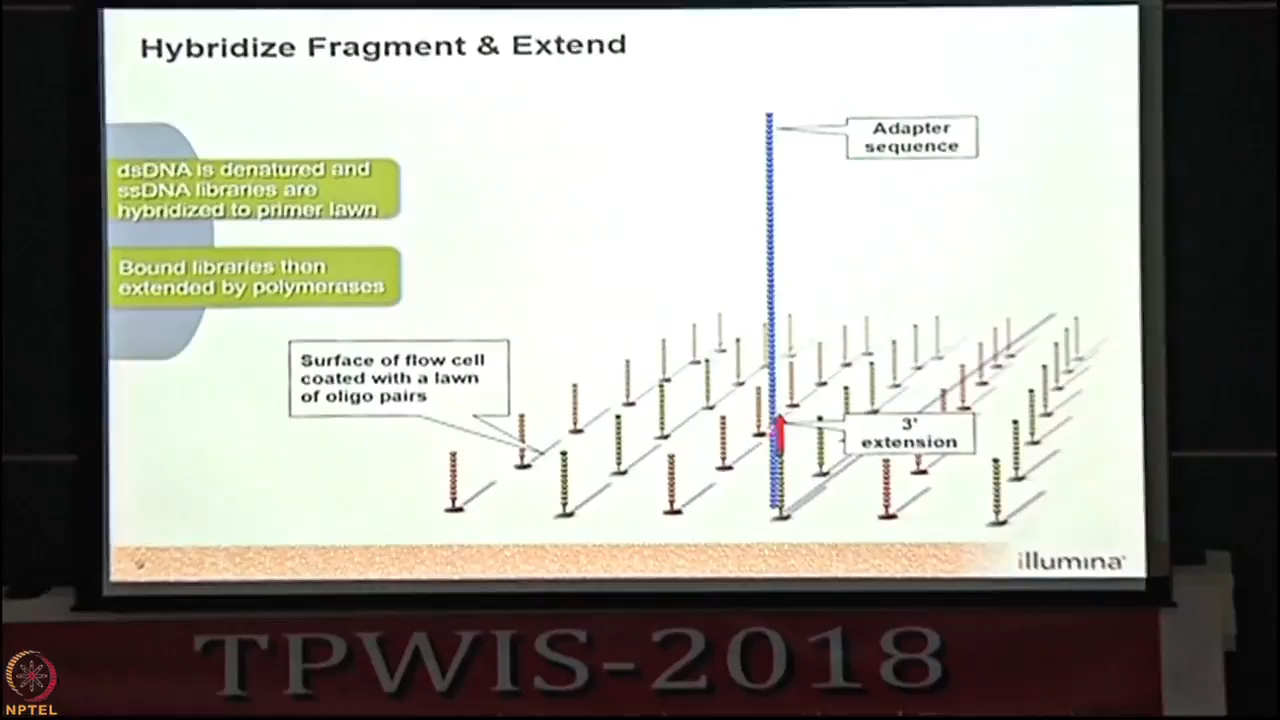 Hybridize Fragment & Extend
dsDNA is denatured and
ssDNA libraries are
hybridized to primer lawn
Bound libraries then
extended by polymerases
Adapter
sequence
Surface of flow cell
coated with a lawn
of oligo pairs
3'
extension
illumina
TPWIS-2018
NPTEL